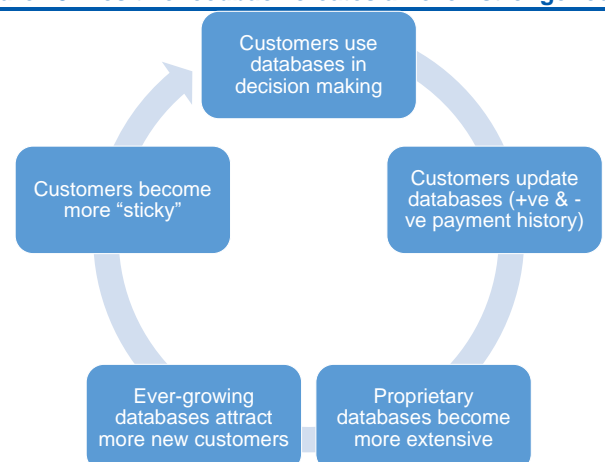 Customers use
databases in
decision making
Customers update
databases (+ve & -
ve payment history)
Proprietary
databases become
more extensive
Ever-growing
databases attract
more new customers
Customers become
more “sticky”